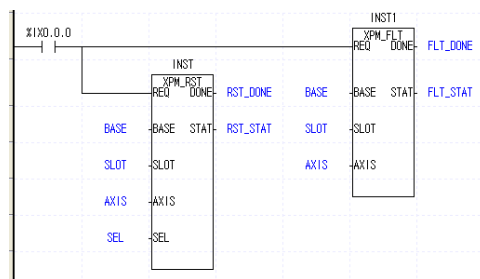 INST1
%IX0.0.0
XPM_FLT
REQ DONE FLT_DONE
INST
XPM_RST
REQ DONE RST_DONE BASE BASE STAT FLT_STAT
BASE BASE STAT RST_STAT SLOT SLOT
SLOT SLOT AXIS AXIS
AXIS AXIS
SEL SEL